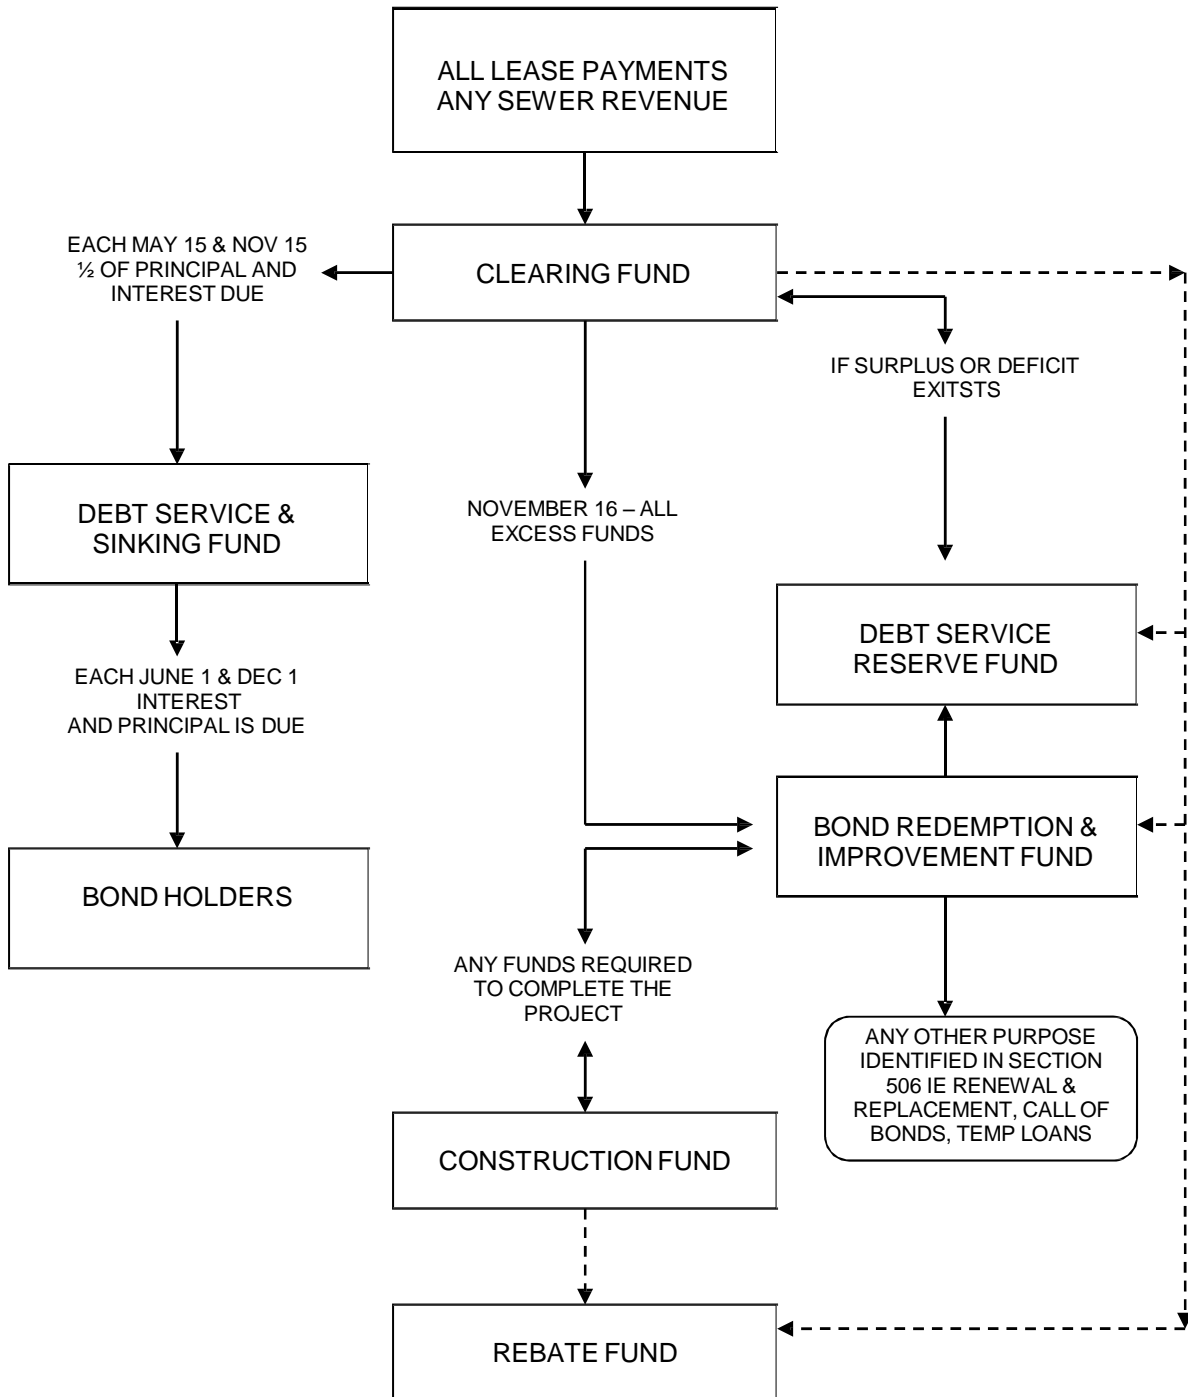 ALL LEASE PAYMENTS
ANY SEWER REVENUE
EACH MAY 15 & NOV 15
½ OF PRINCIPAL AND
INTEREST DUE
CLEARING FUND
IF SURPLUS OR DEFICIT
EXITSTS
DEBT SERVICE &
SINKING FUND
NOVEMBER 16 – ALL
EXCESS FUNDS
DEBT SERVICE
RESERVE FUND
EACH JUNE 1 & DEC 1
INTEREST
AND PRINCIPAL IS DUE
BOND REDEMPTION &
IMPROVEMENT FUND
BOND HOLDERS
ANY FUNDS REQUIRED
TO COMPLETE THE
PROJECT
ANY OTHER PURPOSE
IDENTIFIED IN SECTION
506 IE RENEWAL &
REPLACEMENT, CALL OF
BONDS, TEMP LOANS
CONSTRUCTION FUND
REBATE FUND